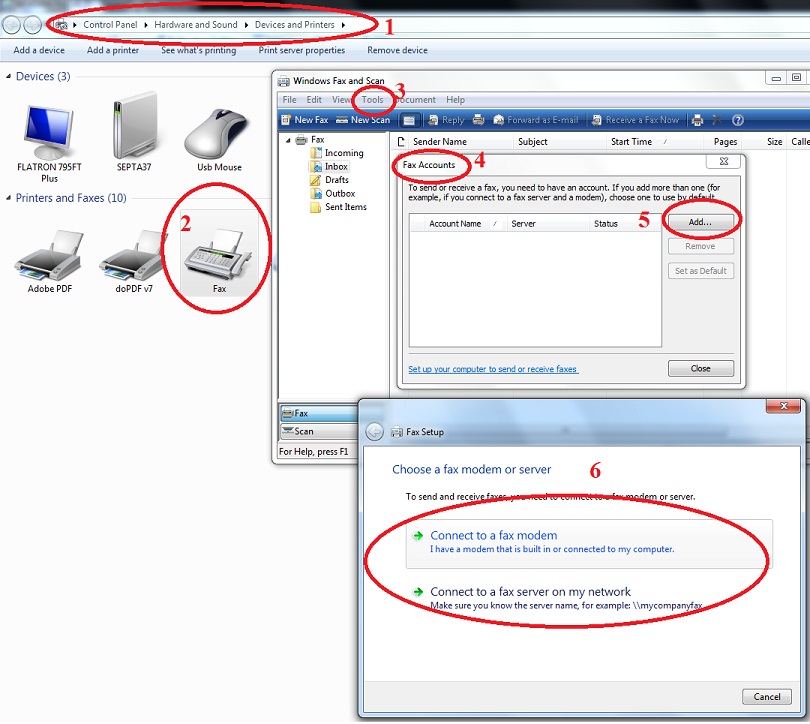 Control Panel Hardware and Sound Devices and Printers
1
Add a device Add a printer See what's printing Print server properties Remove device
Devices (3)
FLATRON 795FT
Plus
SEPTA37
Usb Mouse
Printers and Faxes (10)
2
Adobe PDF
doPDF v7
Fax
Windows Fax and Scan
3
File Edit View Tools Document Help
New Fax New Scan Reply Forward as E-mail Receive a Fax Now
Fax
Incoming
Inbox
Drafts
Outbox
Sent Items
Sender Name Subject Start Time Pages Size Calle
Fax Accounts
4
To send or receive a fax, you need to have an account. If you add more than one (for
example, if you connect to a fax server and a modem), choose one to use by default.
Account Name Server Status
5
Add...
Remove
Set as Default
Set up your computer to send or receive faxes
Close
Fax
Scan
For Help, press F1
Fax Setup
Choose a fax modem or server
6
To send and receive faxes, you need to connect to a fax modem or server.
Connect to a fax modem
I have a modem that is built in or connected to my computer.
Connect to a fax server on my network
Make sure you know the server name, for example: \\mycompanyfax
Cancel